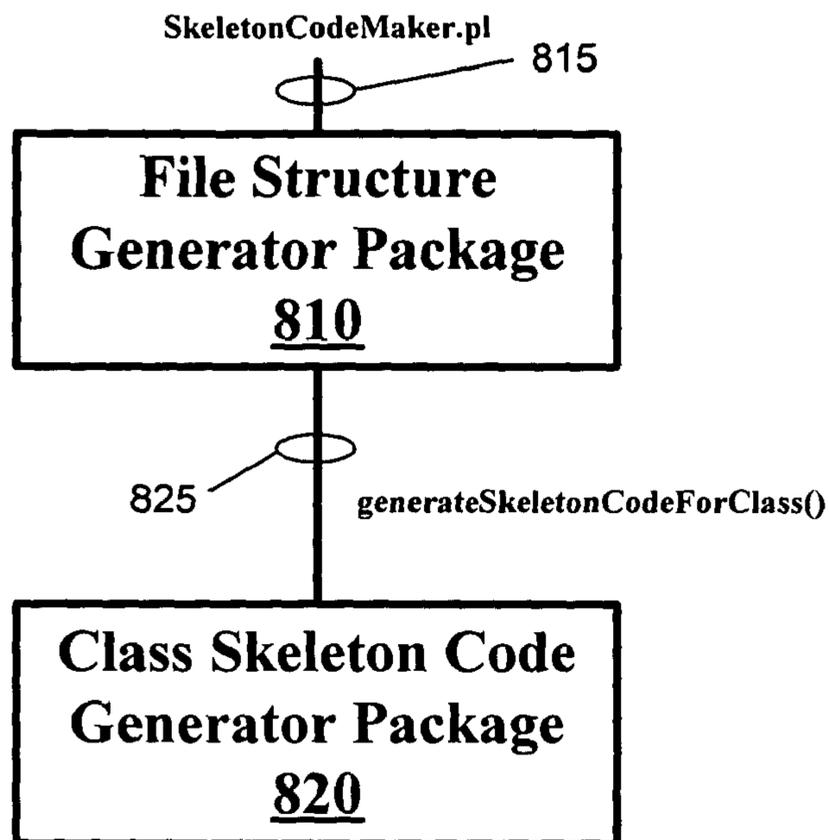 SkeletonCodeMaker.pl
815
File Structure
Generator Package
810
825
generateSkeletonCodeForClass()
Class Skeleton Code
Generator Package
820